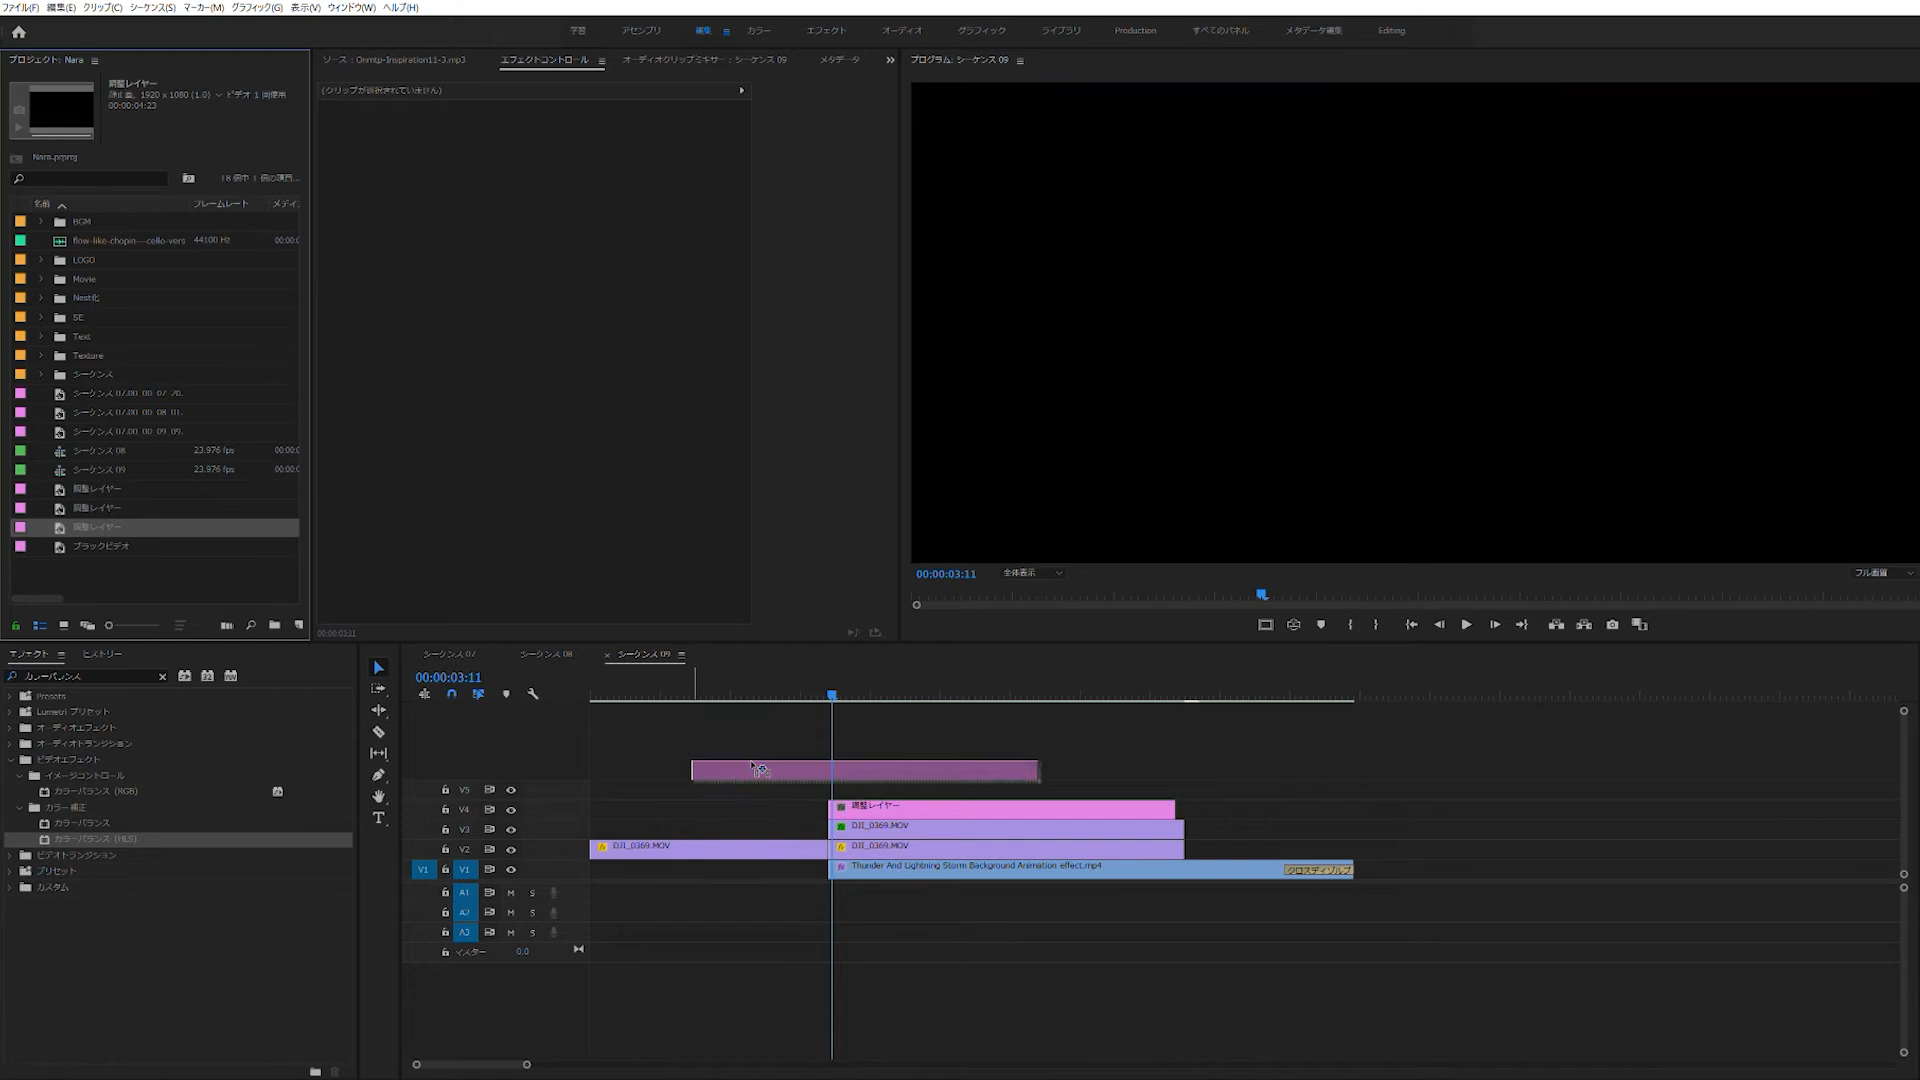 ファイル(F) 編集(E) クリップ(C) シーケンス(S) マーカー(M) グラフィック(G) 表示(V) ウィンドウ(W) ヘルプ(H)
学習 アセンブリ 編集 カラー エフェクト オーディオ グラフィック ライブラリ Production すべてのパネル メタデータ編集 Editing
プロジェクト: Nara
ソース : Onmtp-Inspiration11-3.mp3 エフェクトコントロール オーディオクリップミキサー : シーケンス 09 メタデータ
プログラム: シーケンス 09
調整レイヤー
静止画, 1920 x 1080 (1.0) ビデオ 1 回使用
00:00:04:23
(クリップが選択されていません)
Nara.prproj
18 個中 1 個の項目...
名前 フレームレート メディ
BGM
flow-like-chopin---cello-vers 44100 Hz 00:00:0
LOGO
Movie
Nest化
SE
Text
Texture
シーケンス
シーケンス 07.00_00_07_20.
シーケンス 07.00_00_08_01.
シーケンス 07.00_00_09_09.
シーケンス 08 23.976 fps 00:00:0
シーケンス 09 23.976 fps 00:00:0
調整レイヤー
調整レイヤー
調整レイヤー
ブラックビデオ
00:00:03:11
00:00:03:11 全体表示 フル画質
エフェクト ヒストリー
カラーバランス
Presets
Lumetri プリセット
オーディオエフェクト
オーディオトランジション
ビデオエフェクト
イメージコントロール
カラーバランス (RGB)
カラー補正
カラーバランス
カラーバランス (HLS)
ビデオトランジション
プリセット
カスタム
シーケンス 07 シーケンス 08 × シーケンス 09
00:00:03:11
V5
V4 調整レイヤー
V3 DJI_0369.MOV
V2 DJI_0369.MOV DJI_0369.MOV
V1 V1 Thunder And Lightning Storm Background Animation effect.mp4 クロスディゾルブ
A1 M S
A2 M S
A3 M S
マスター 0.0